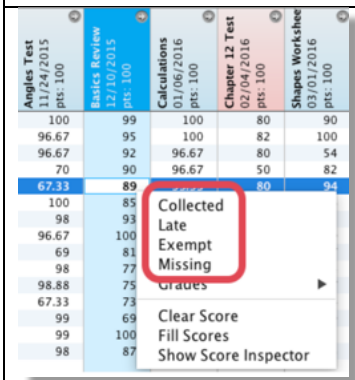 Angles Test
11/24/2015
pts: 100
Basics Review
12/10/2015
pts: 100
Calculations
01/06/2016
pts: 100
Chapter 12 Test
02/04/2016
pts: 100
Shapes Workshee
03/01/2016
pts: 100
100 99 100 80 90
96.67 95 100 82 100
96.67 92 96.67 80 54
70 90 96.67 50 82
67.33 89 80 94
100 85
98 93
96.67 100
69 81
98 77
98.88 75
67.33 73
99 69
99 100
98 87
Collected
Late
Exempt
Missing
Grades
Clear Score
Fill Scores
Show Score Inspector